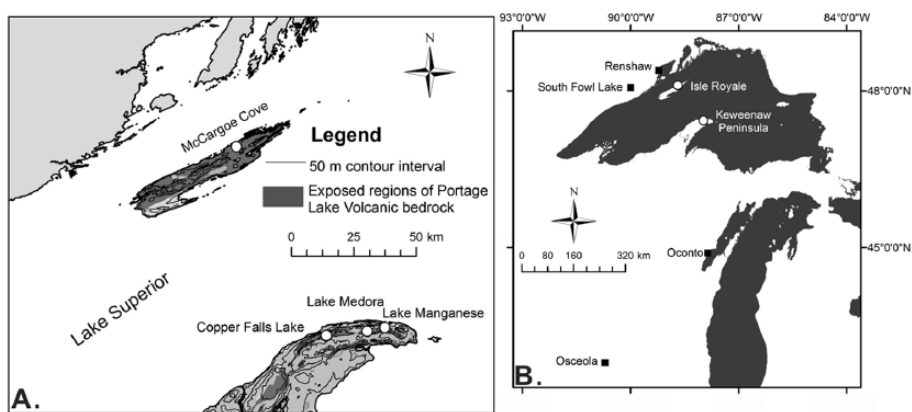 A.
N
McCargoe Cove
Legend
50 m contour interval
Exposed regions of Portage
Lake Volcanic bedrock
0 30 60 km
Lake Superior
Lake Medora
Lake Manganese
Copper Falls Lake
A.
93°0'0"W 90°0'0"W 87°0'0"W 84°0'0"W
B
Renshaw
South Fowl Lake
Isle Royale
48°0'0"N
Keweenaw
Peninsula
N
45°0'0"N
Oconto
0 80 160 320 km
Osceola
B.